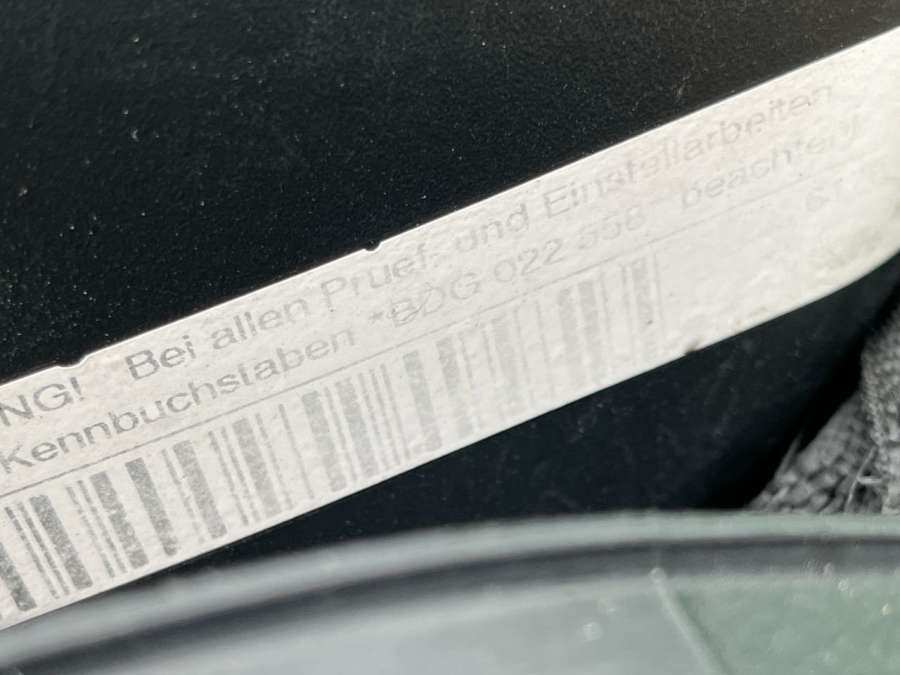 NG! Bei allen Pruef- und Einstellarbeiten
Kennbuchstaben *BDG 022 558* beachten!